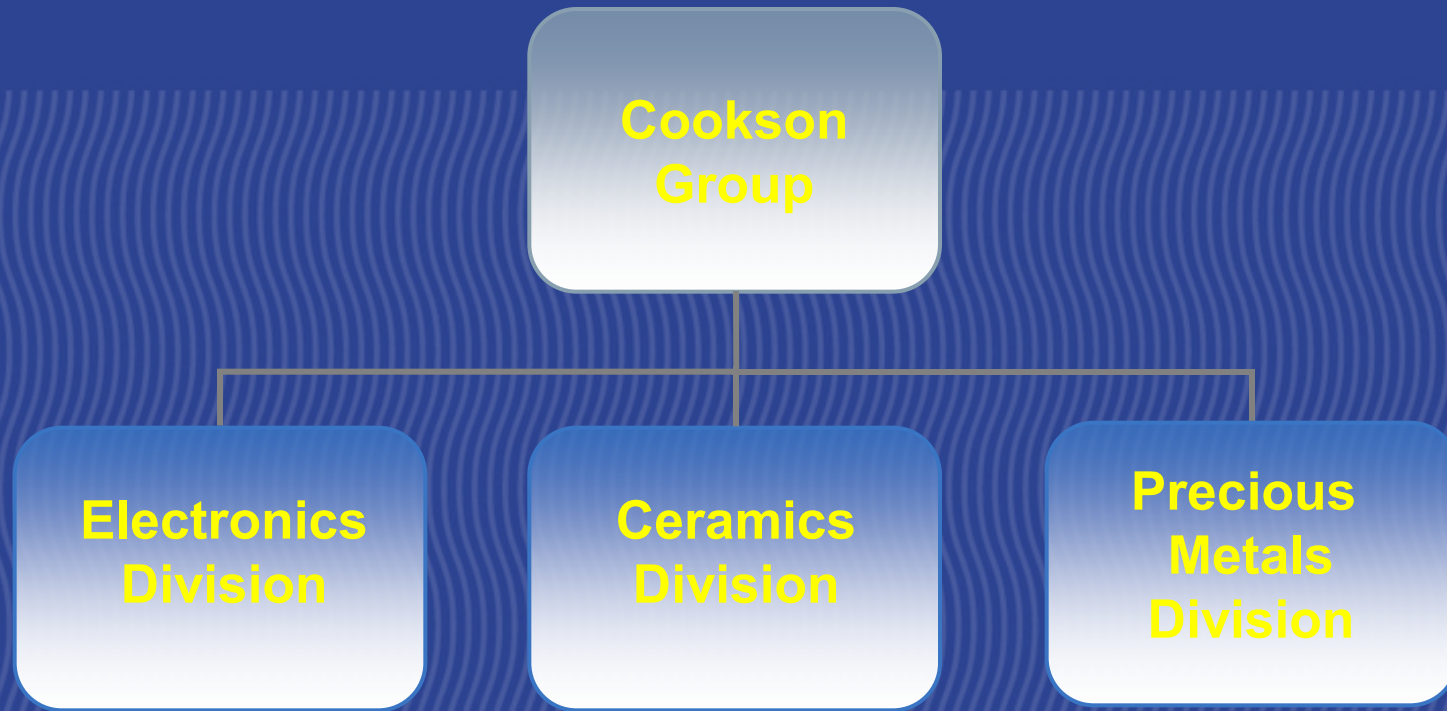 Cookson
Group
Electronics
Division
Ceramics
Division
Precious
Metals
Division